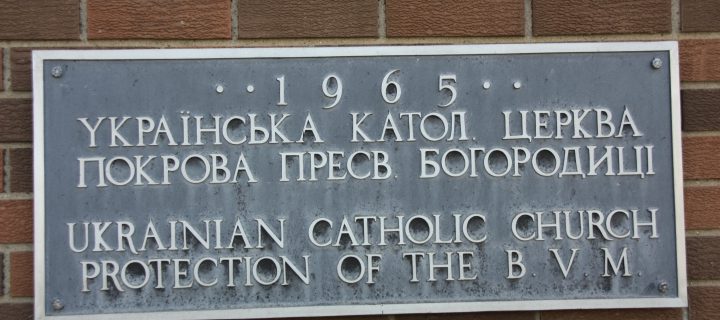 · · 1 9 6 5 · ·
УКРАЇНСЬКА КАТОЛ. ЦЕРКВА
ПОКРОВА ПРЕСВ. БОГОРОДИЦІ
UKRAINIAN CATHOLIC CHURCH
PROTECTION OF THE B. V. M.